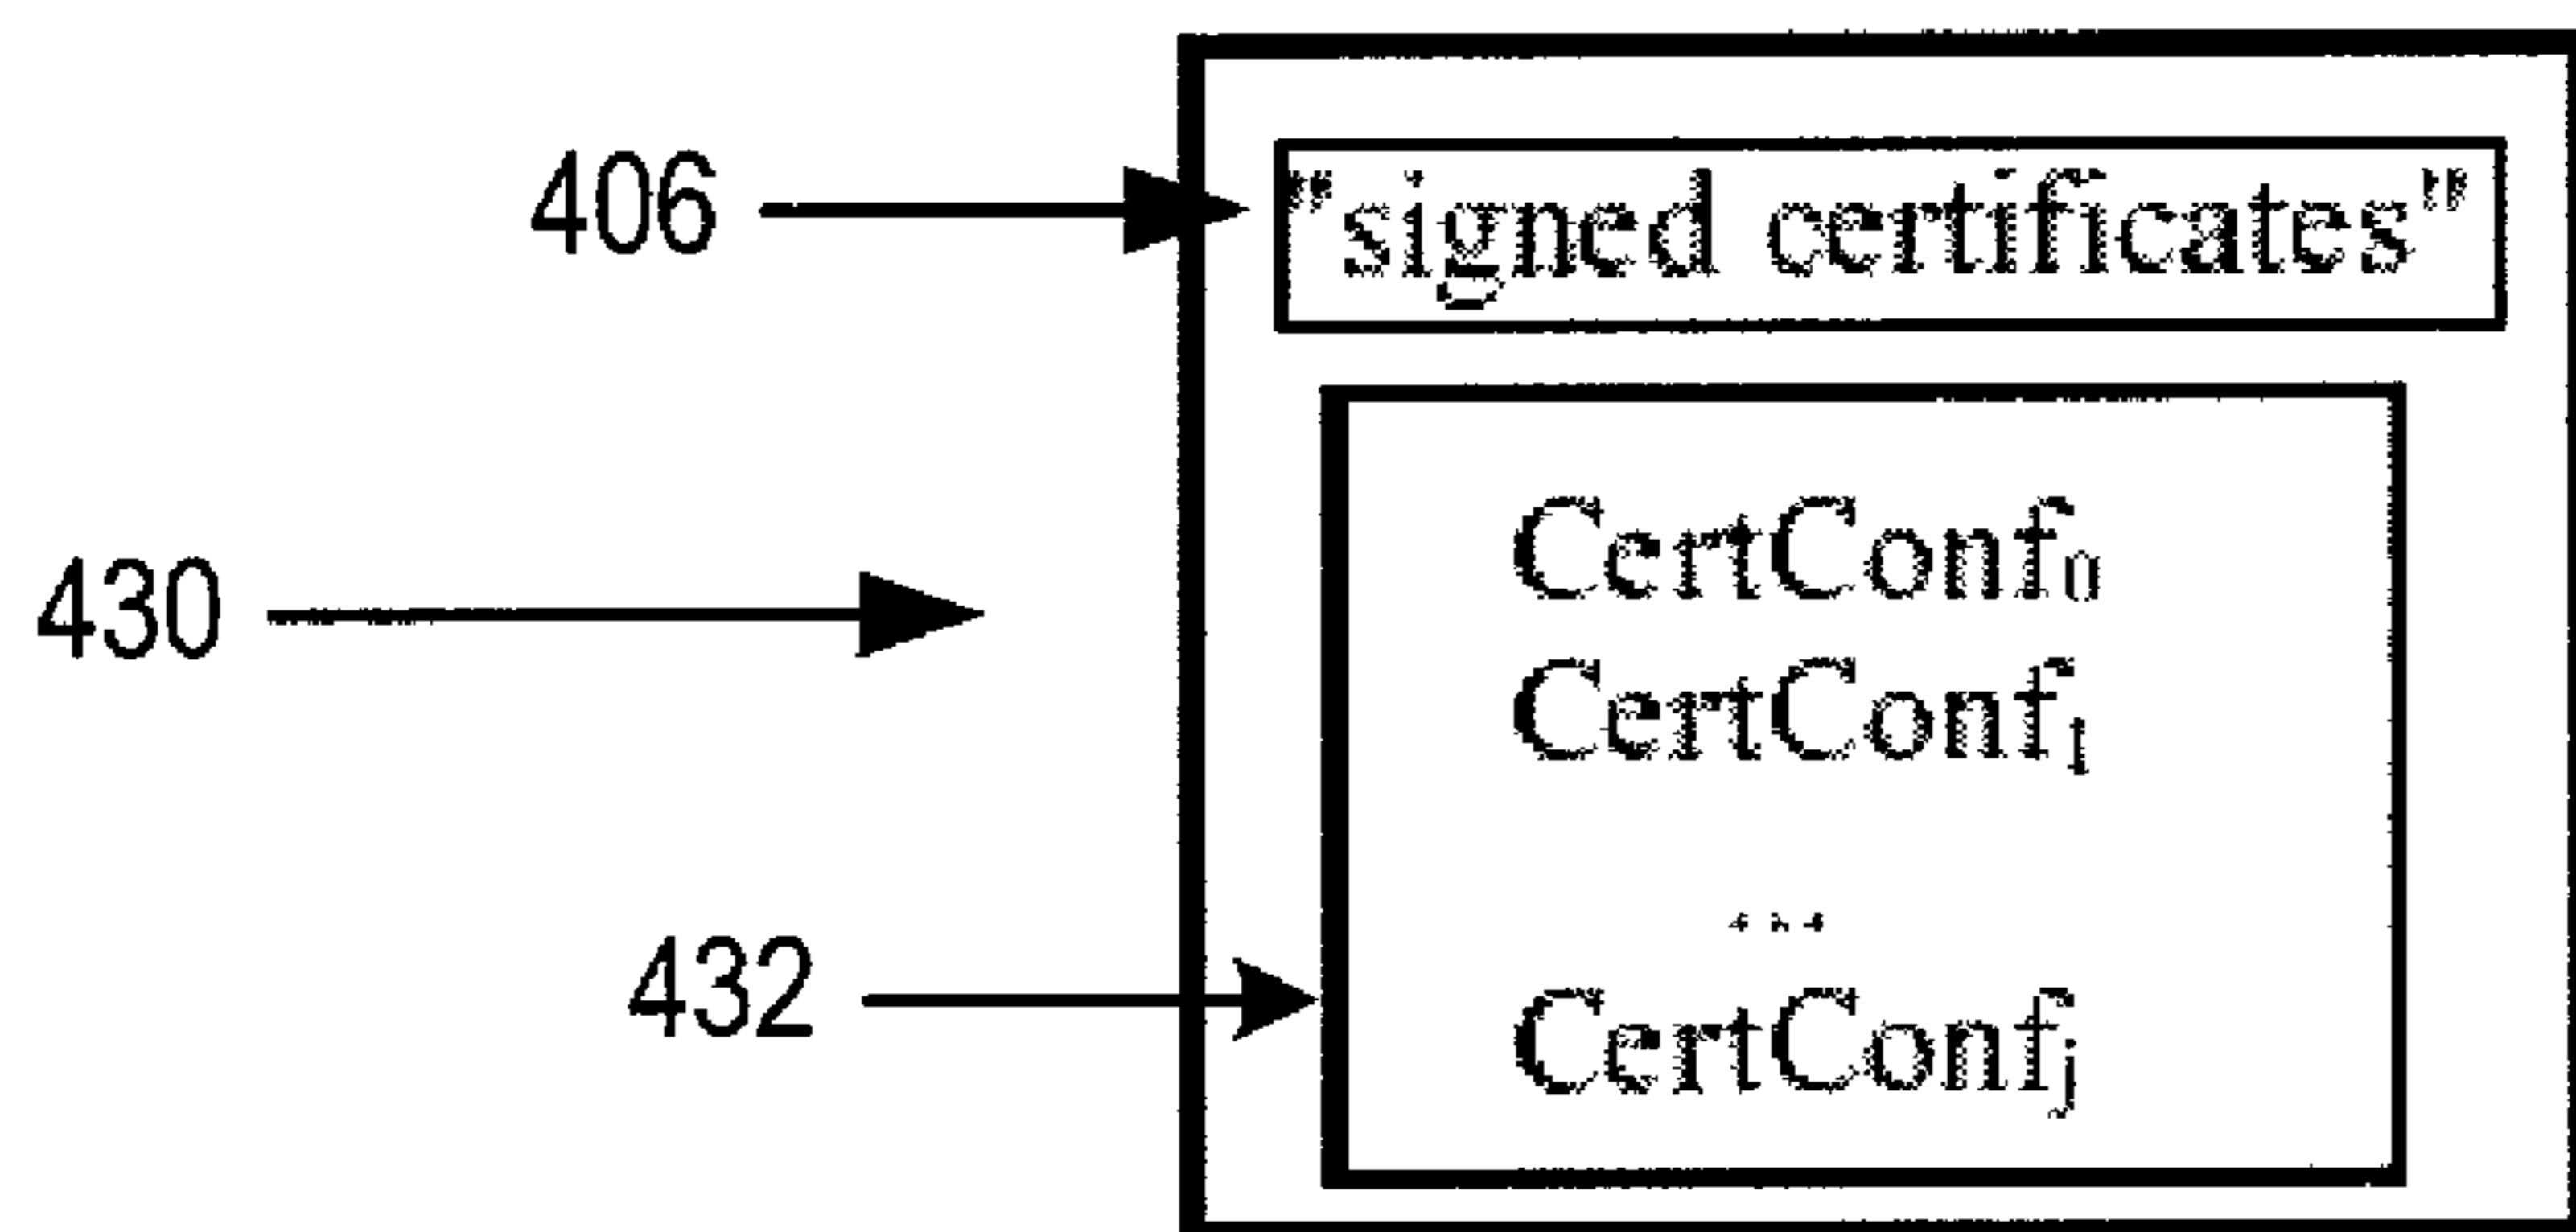 406 "signed certificates"
CertConf₀
430
CertConf₁
...
432
CertConfⱼ